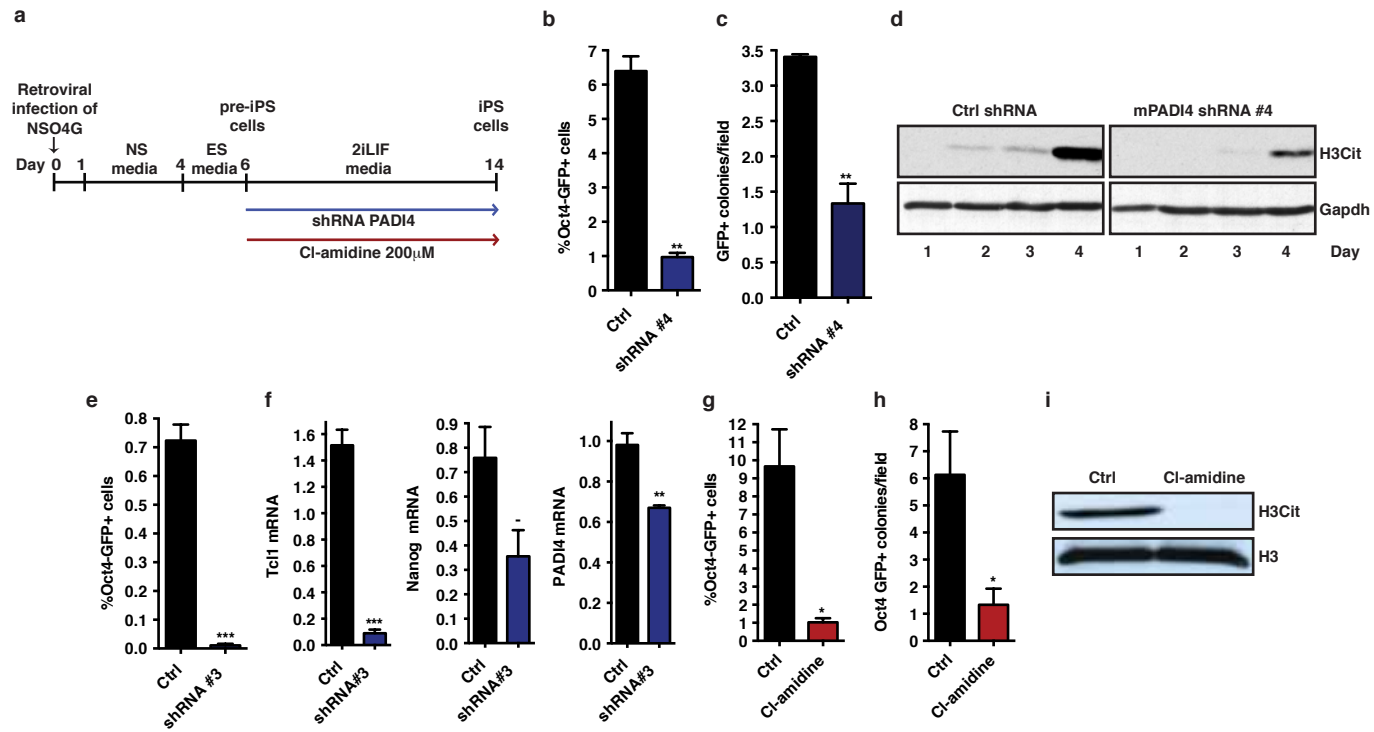 a
Retroviral
infection of
NSO4G
pre-iPS
cells
iPS
cells
NS
media
ES
media
2iLIF
media
Day 0 1 4 6 14
shRNA PADI4
Cl-amidine 200µM
b
%Oct4-GFP+ cells
7
6
5
4
3
2
1
0
**
Ctrl
shRNA #4
c
GFP+ colonies/field
3.5
3.0
2.5
2.0
1.5
1.0
0.5
0.0
**
Ctrl
shRNA #4
d
Ctrl shRNA mPADI4 shRNA #4
H3Cit
Gapdh
1 2 3 4 1 2 3 4 Day
e
%Oct4-GFP+ cells
0.8
0.7
0.6
0.5
0.4
0.3
0.2
0.1
0.0
***
Ctrl
shRNA #3
f
Tcl1 mRNA
1.6
1.4
1.2
1.0
0.8
0.6
0.4
0.2
0.0
***
Ctrl
shRNA#3
Nanog mRNA
0.9
0.8
0.7
0.6
0.5
0.4
0.3
0.2
0.1
0.0
-
Ctrl
shRNA#3
PADI4 mRNA
1.0
0.8
0.6
0.4
0.2
0.0
**
Ctrl
shRNA#3
g
%Oct4-GFP+ cells
12
11
10
9
8
7
6
5
4
3
2
1
0
*
Ctrl
Cl-amidine
h
Oct4 GFP+ colonies/field
8
7
6
5
4
3
2
1
0
*
Ctrl
Cl-amidine
i
Ctrl Cl-amidine
H3Cit
H3